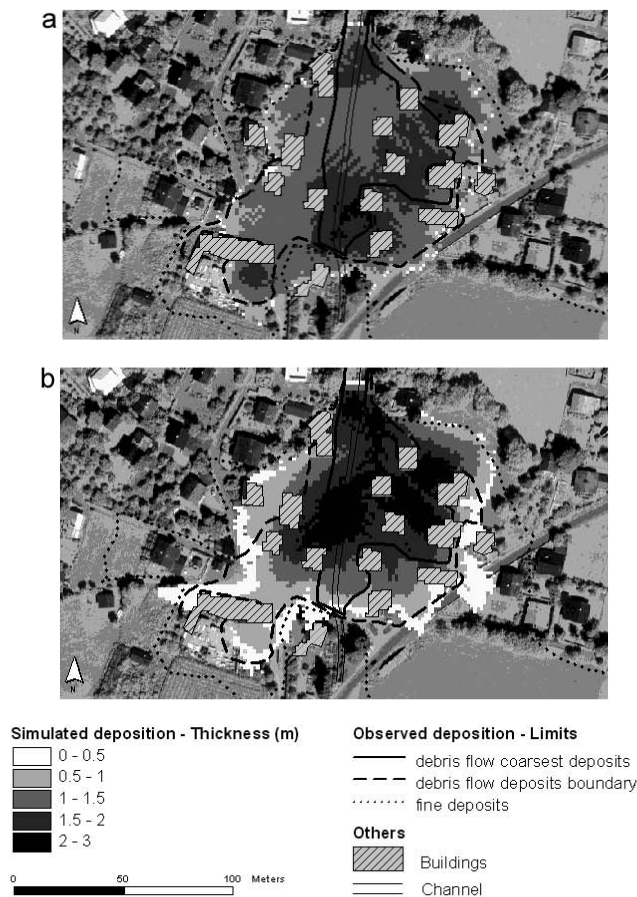 a
N
b
N
Simulated deposition - Thickness (m)
0 - 0.5
0.5 - 1
1 - 1.5
1.5 - 2
2 - 3
0 50 100 Meters
Observed deposition - Limits
debris flow coarsest deposits
debris flow deposits boundary
fine deposits
Others
Buildings
Channel